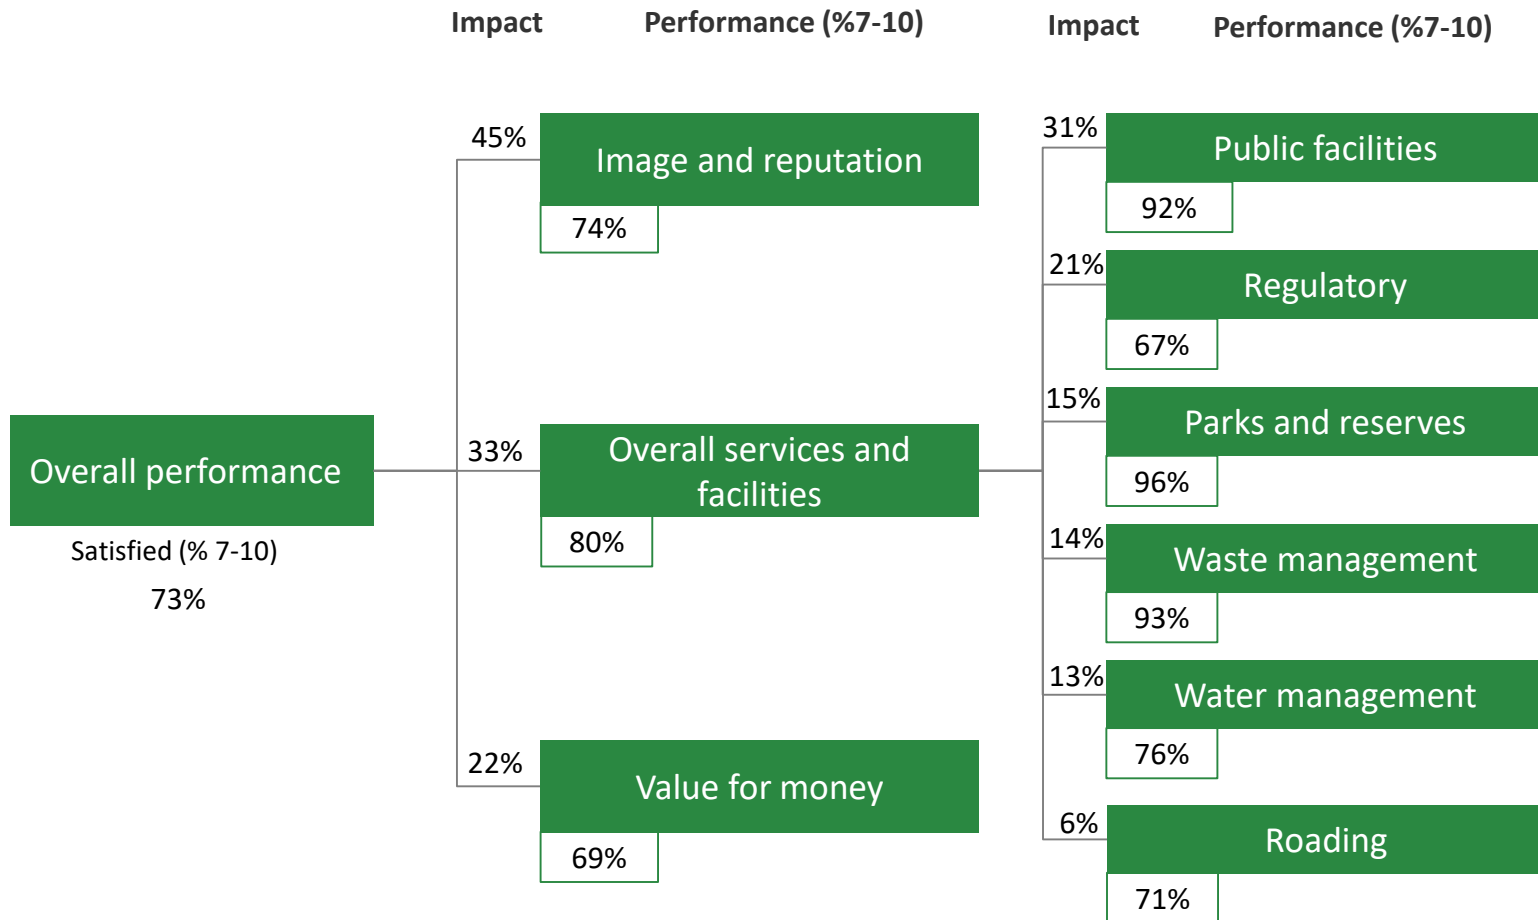 Impact
Performance (%7-10)
Impact
Performance (%7-10)
45%
Image and reputation
74%
31%
Public facilities
92%
21%
Regulatory
67%
15%
Parks and reserves
96%
Overall performance
Satisfied (% 7-10)
73%
33%
Overall services and
facilities
80%
14%
Waste management
93%
13%
Water management
76%
22%
Value for money
69%
6%
Roading
71%